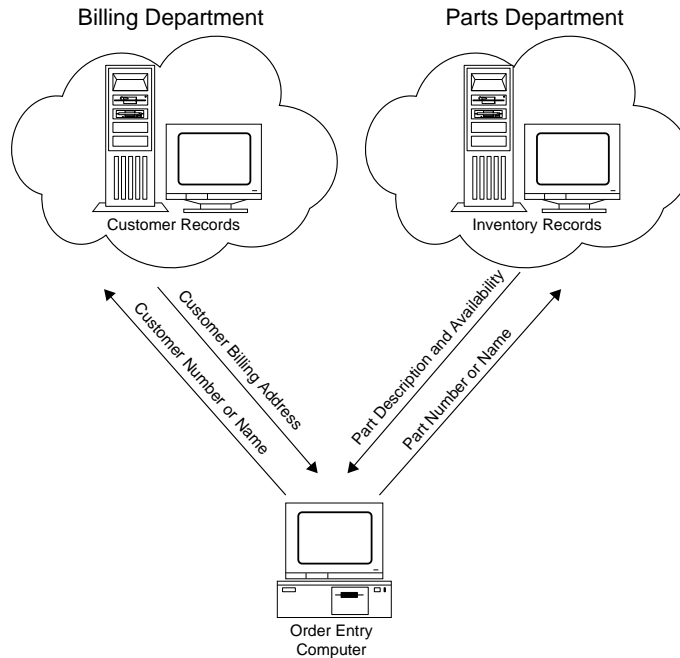 Billing Department
Parts Department
Customer Records
Inventory Records
Customer Number or Name
Customer Billing Address
Part Description and Availability
Part Number or Name
Order Entry
Computer